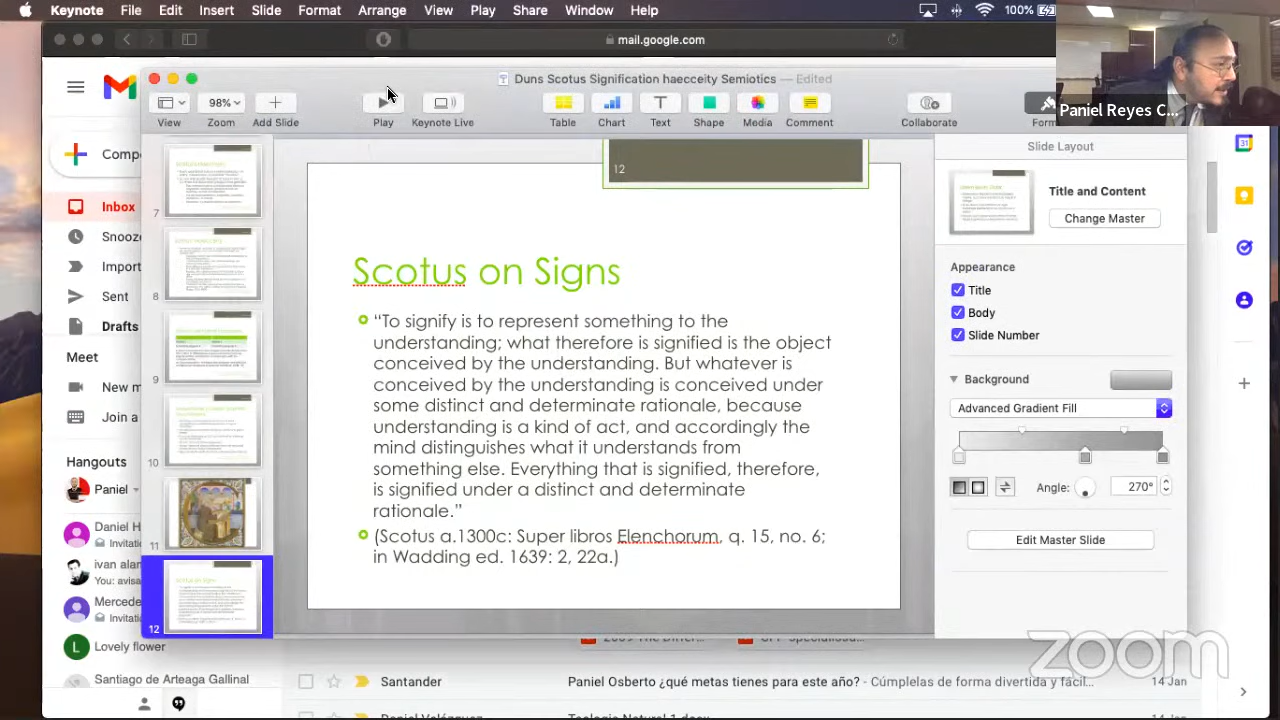 Keynote File Edit Insert Slide Format Arrange View Play Share Window Help 100%
mail.google.com
Duns Scotus Signification haecceity Semiotics — Edited
98%
View Zoom Add Slide Play Keynote Live Table Chart Text Shape Media Comment Collaborate
Paniel Reyes C...
Slide Layout
Title and Content
Change Master
Appearance
Title
Body
Slide Number
Background
Advanced Gradient Fill
Angle: 270°
Edit Master Slide
Inbox
Sent
Drafts
Meet
New m
Join a
Hangouts
Paniel
Daniel H
Invitati
ivan alan
You: avisa
Mercede
Invitati
Lovely flower
Santiago de Arteaga Gallinal
7
8
9
10
11
12
12
Scotus on Signs
“To signify is to represent something to the
understanding; what therefore is signified is the object
conceived by the understanding. But whatever is
conceived by the understanding is conceived under
some distinct and determinate rationale, because
understanding is a kind of act, and accordingly the
mind distinguishes what it understands from
something else. Everything that is signified, therefore,
is signified under a distinct and determinate
rationale.”
(Scotus a.1300c: Super libros Elenchorum, q. 15, no. 6;
in Wadding ed. 1639: 2, 22a.)
Santander Paniel Osberto ¿qué metas tienes para este año? - Cúmplelas de forma divertida y fácil... 14 Jan
zoom